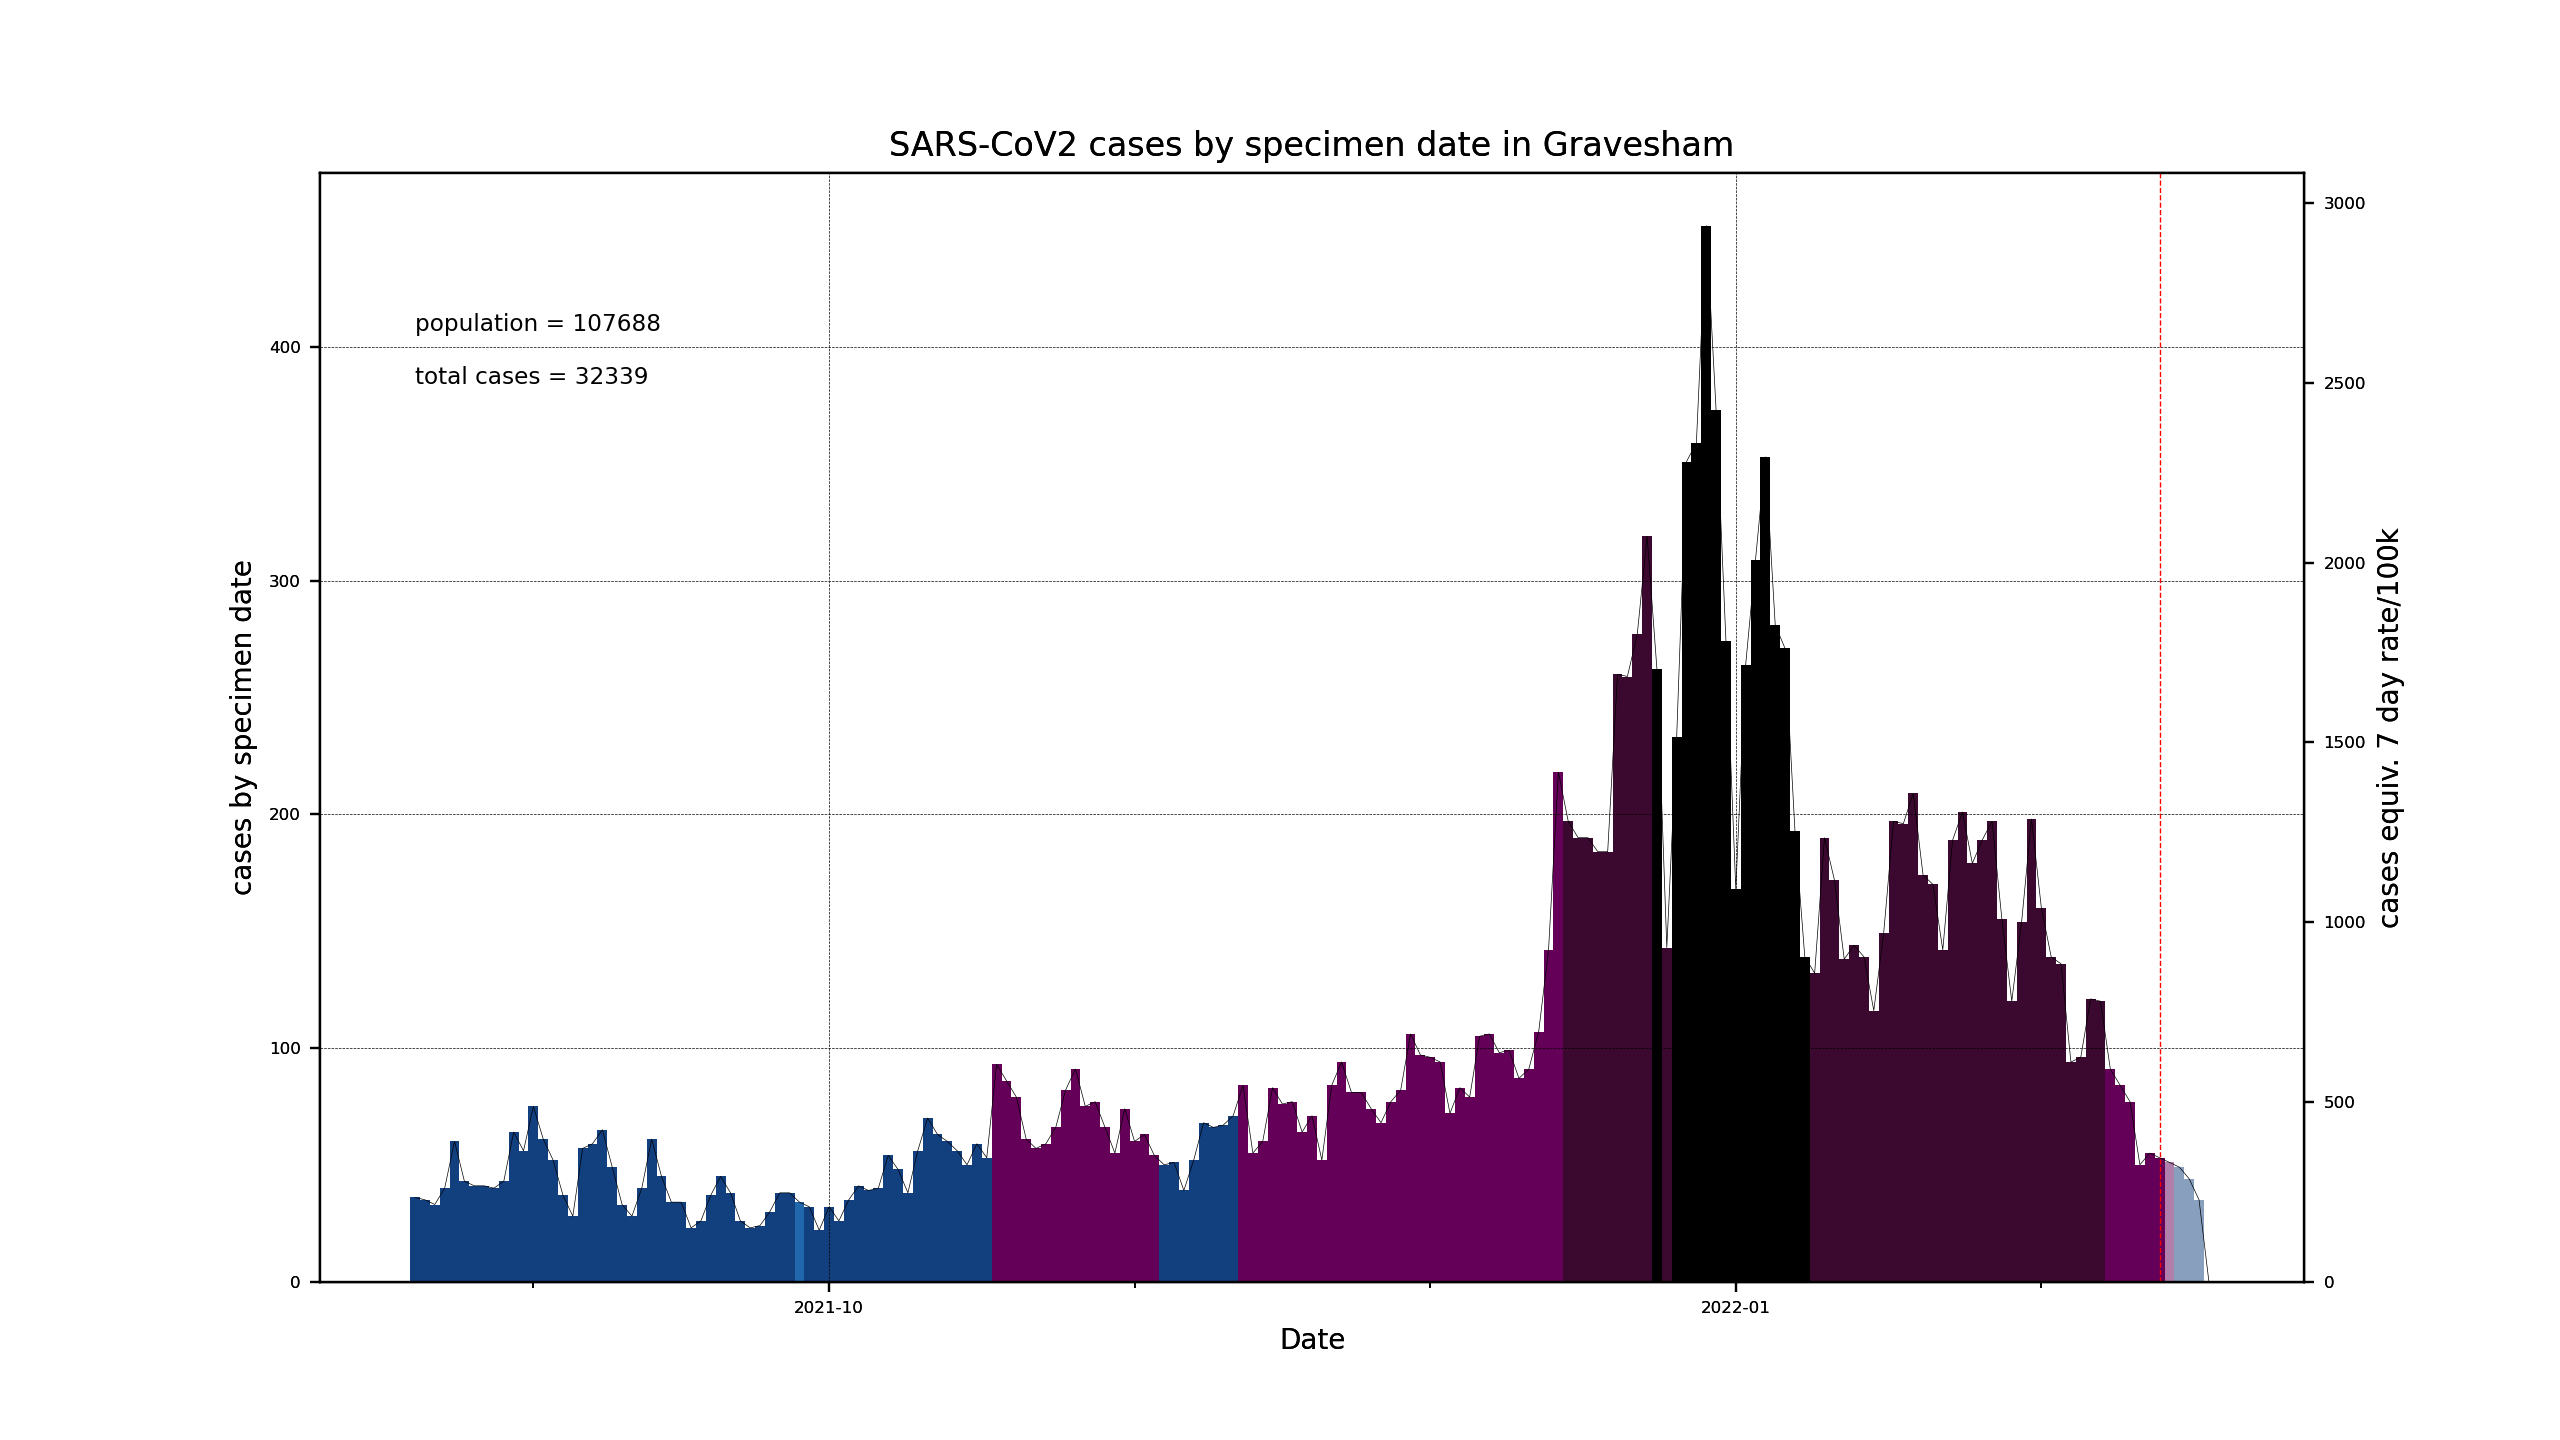 SARS-CoV2 cases by specimen date in Gravesham
population = 107688
total cases = 32339
cases by specimen date
400
300
200
100
0
3000
2500
2000
1500
1000
500
0
cases equiv. 7 day rate/100k
2021-10
2022-01
Date